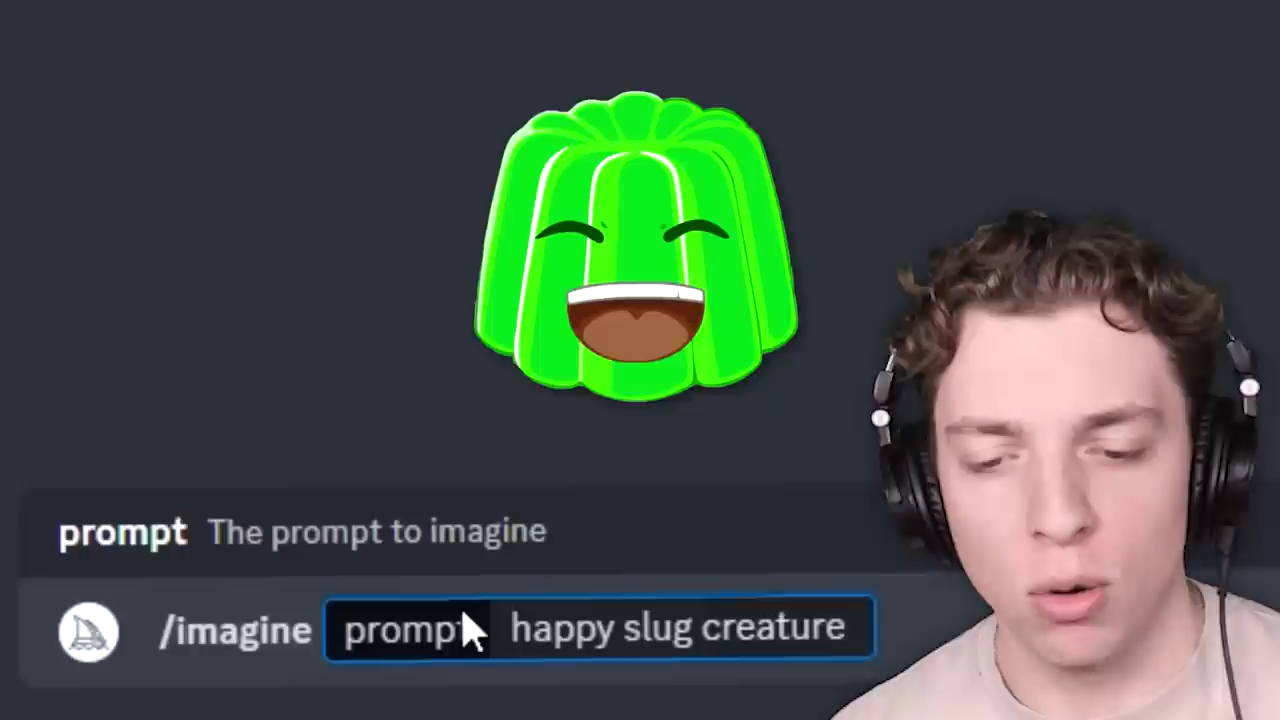 prompt The prompt to imagine
/imagine prompt happy slug creature